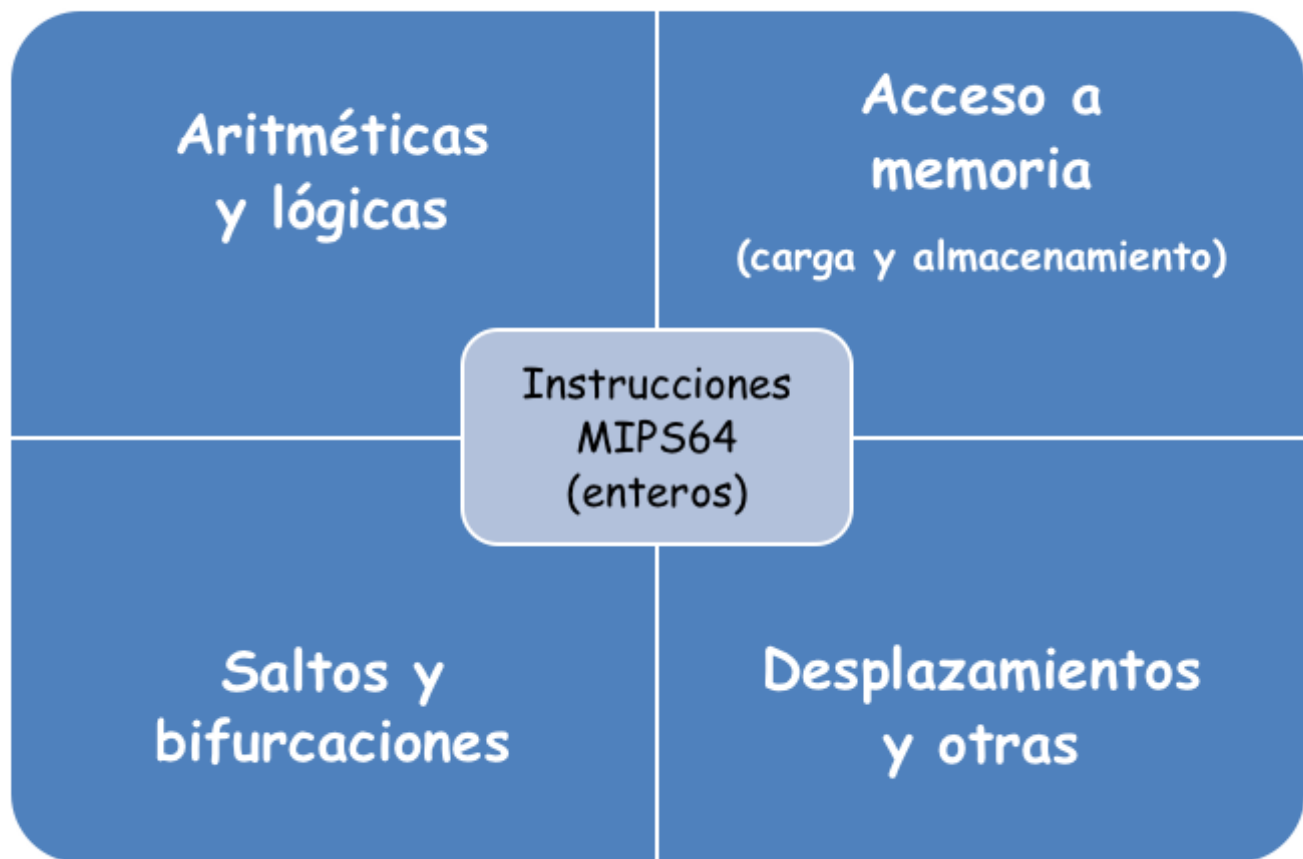 Aritméticas
y lógicas
Acceso a
memoria
(carga y almacenamiento)
Instrucciones
MIPS64
(enteros)
Saltos y
bifurcaciones
Desplazamientos
y otras